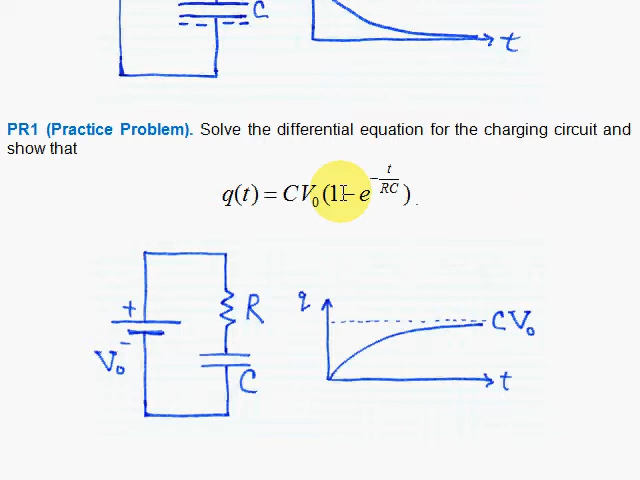 C
t
PR1 (Practice Problem). Solve the differential equation for the charging circuit and
show that
q(t) = CV₀(1 − e^{−t/RC}).
+
R
q
CV₀
-
V₀
C
t